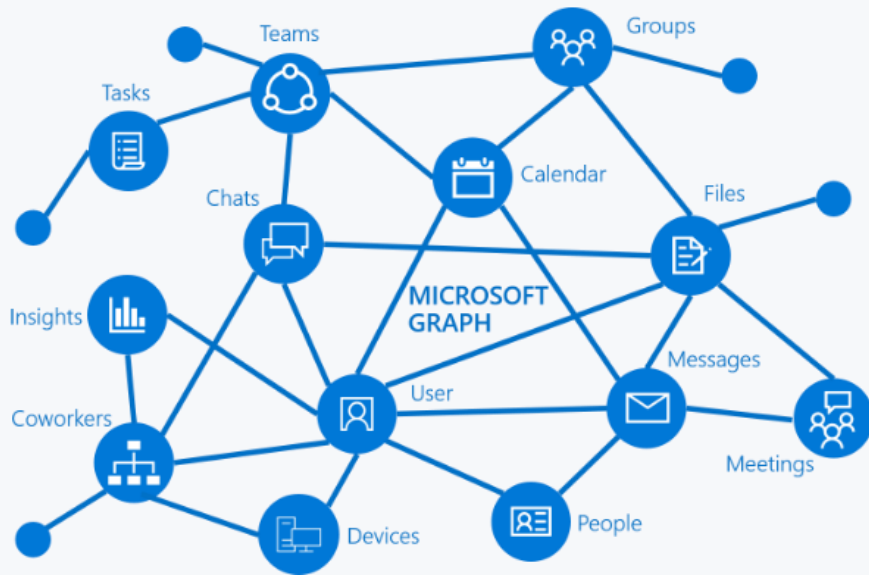 Teams
Groups
Tasks
Calendar
Chats
Files
Insights
MICROSOFT
GRAPH
Messages
User
Coworkers
Meetings
People
Devices